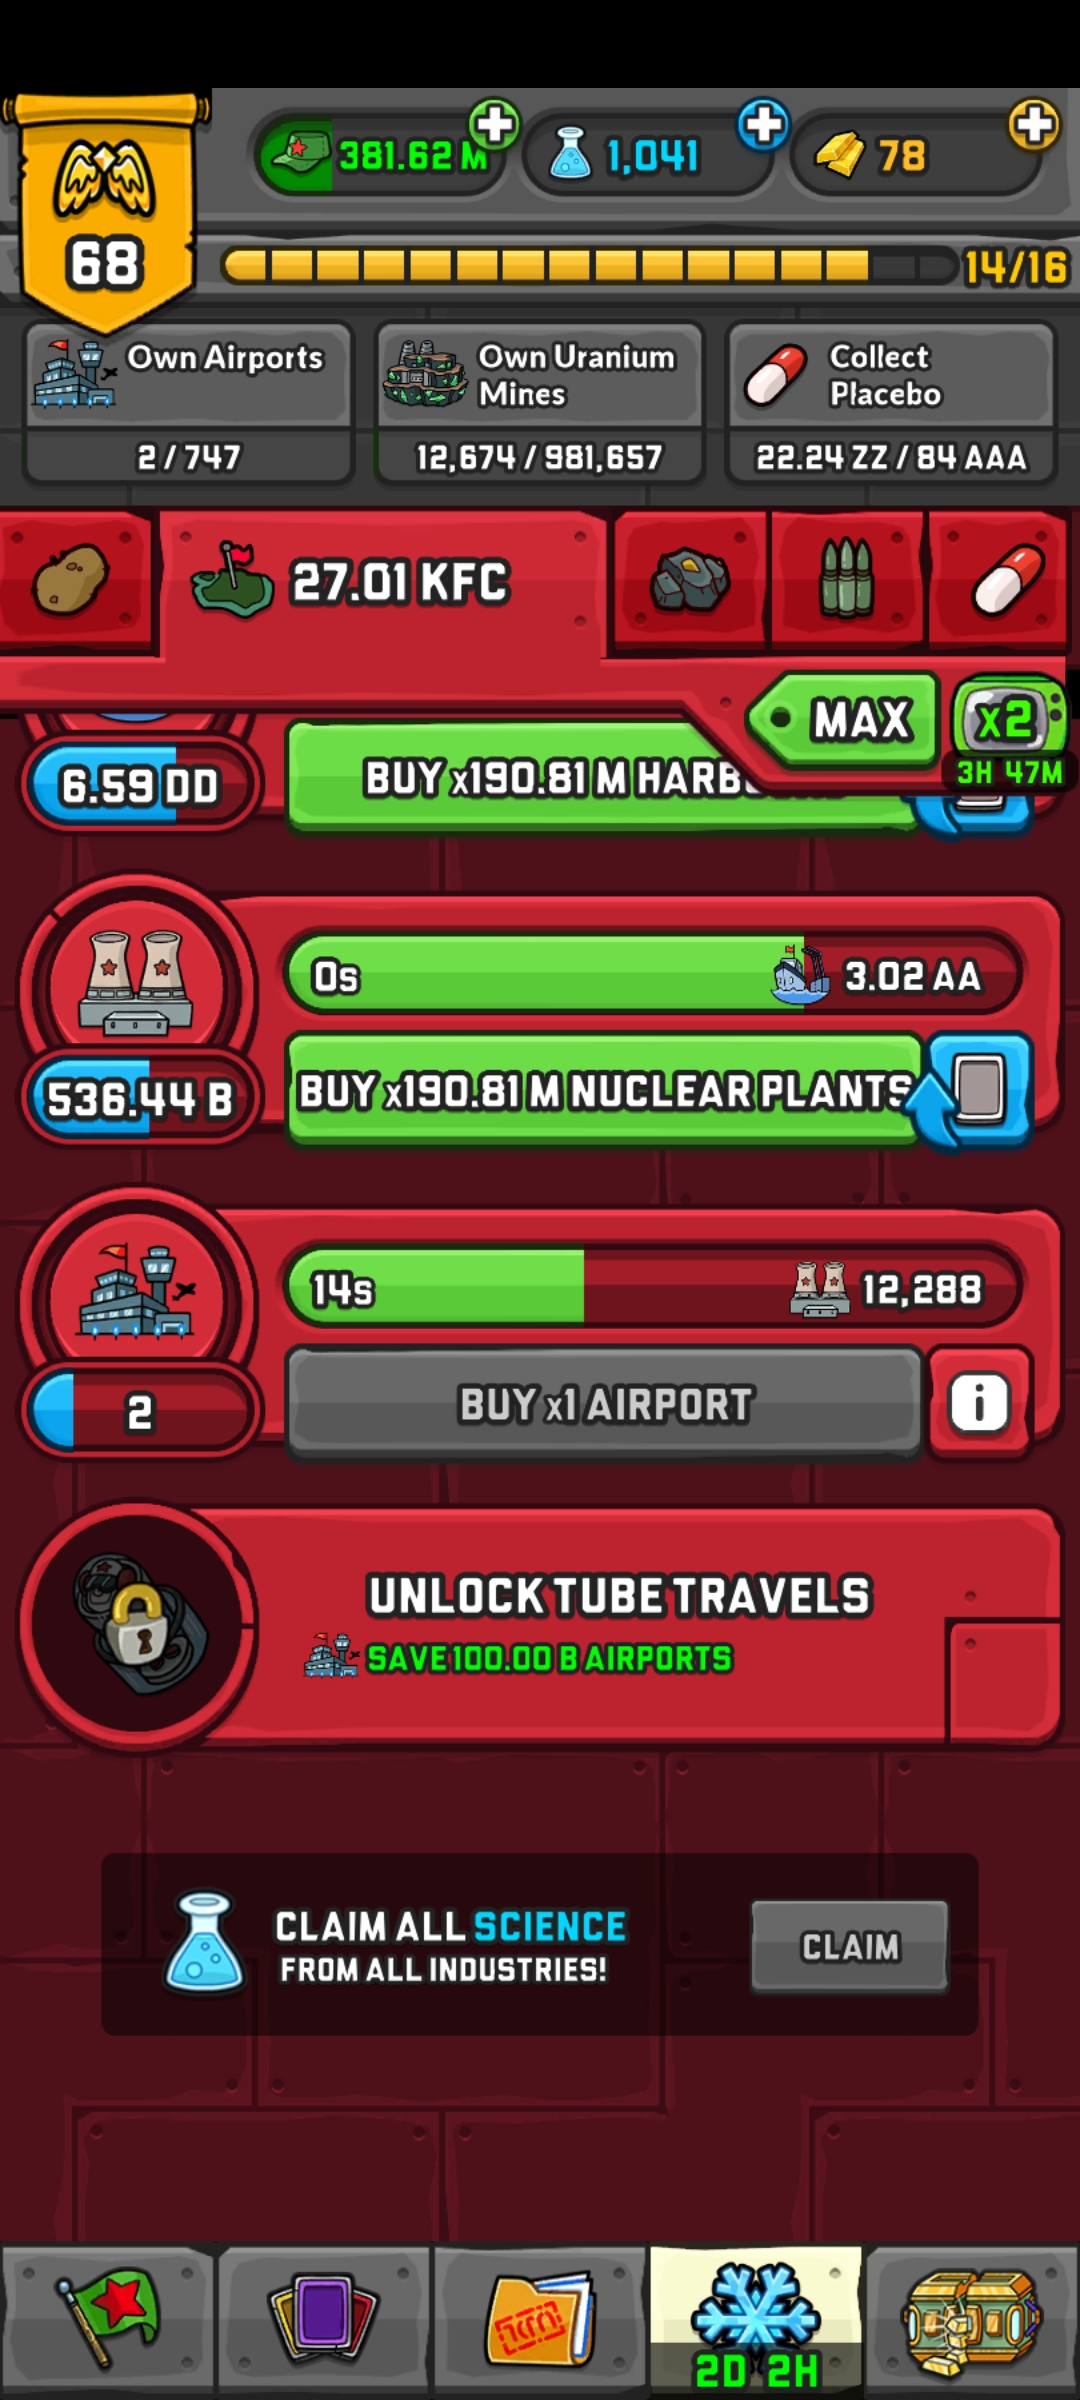 381.62 M
1,041
78
68
14/16
Own Airports
2 / 747
Own Uranium
Mines
12,674 / 981,657
Collect
Placebo
22.24 ZZ / 84 AAA
27.01 KFC
MAX
x2
3H 47M
6.59 DD
BUY x190.81 M
0s
3.02 AA
536.44 B
BUY x190.81 M NUCLEAR PLANTS
14s
12,288
2
BUY x1 AIRPORT
i
UNLOCK TUBE TRAVELS
SAVE 100.00 B AIRPORTS
CLAIM ALL SCIENCE
FROM ALL INDUSTRIES!
CLAIM
2D 2H